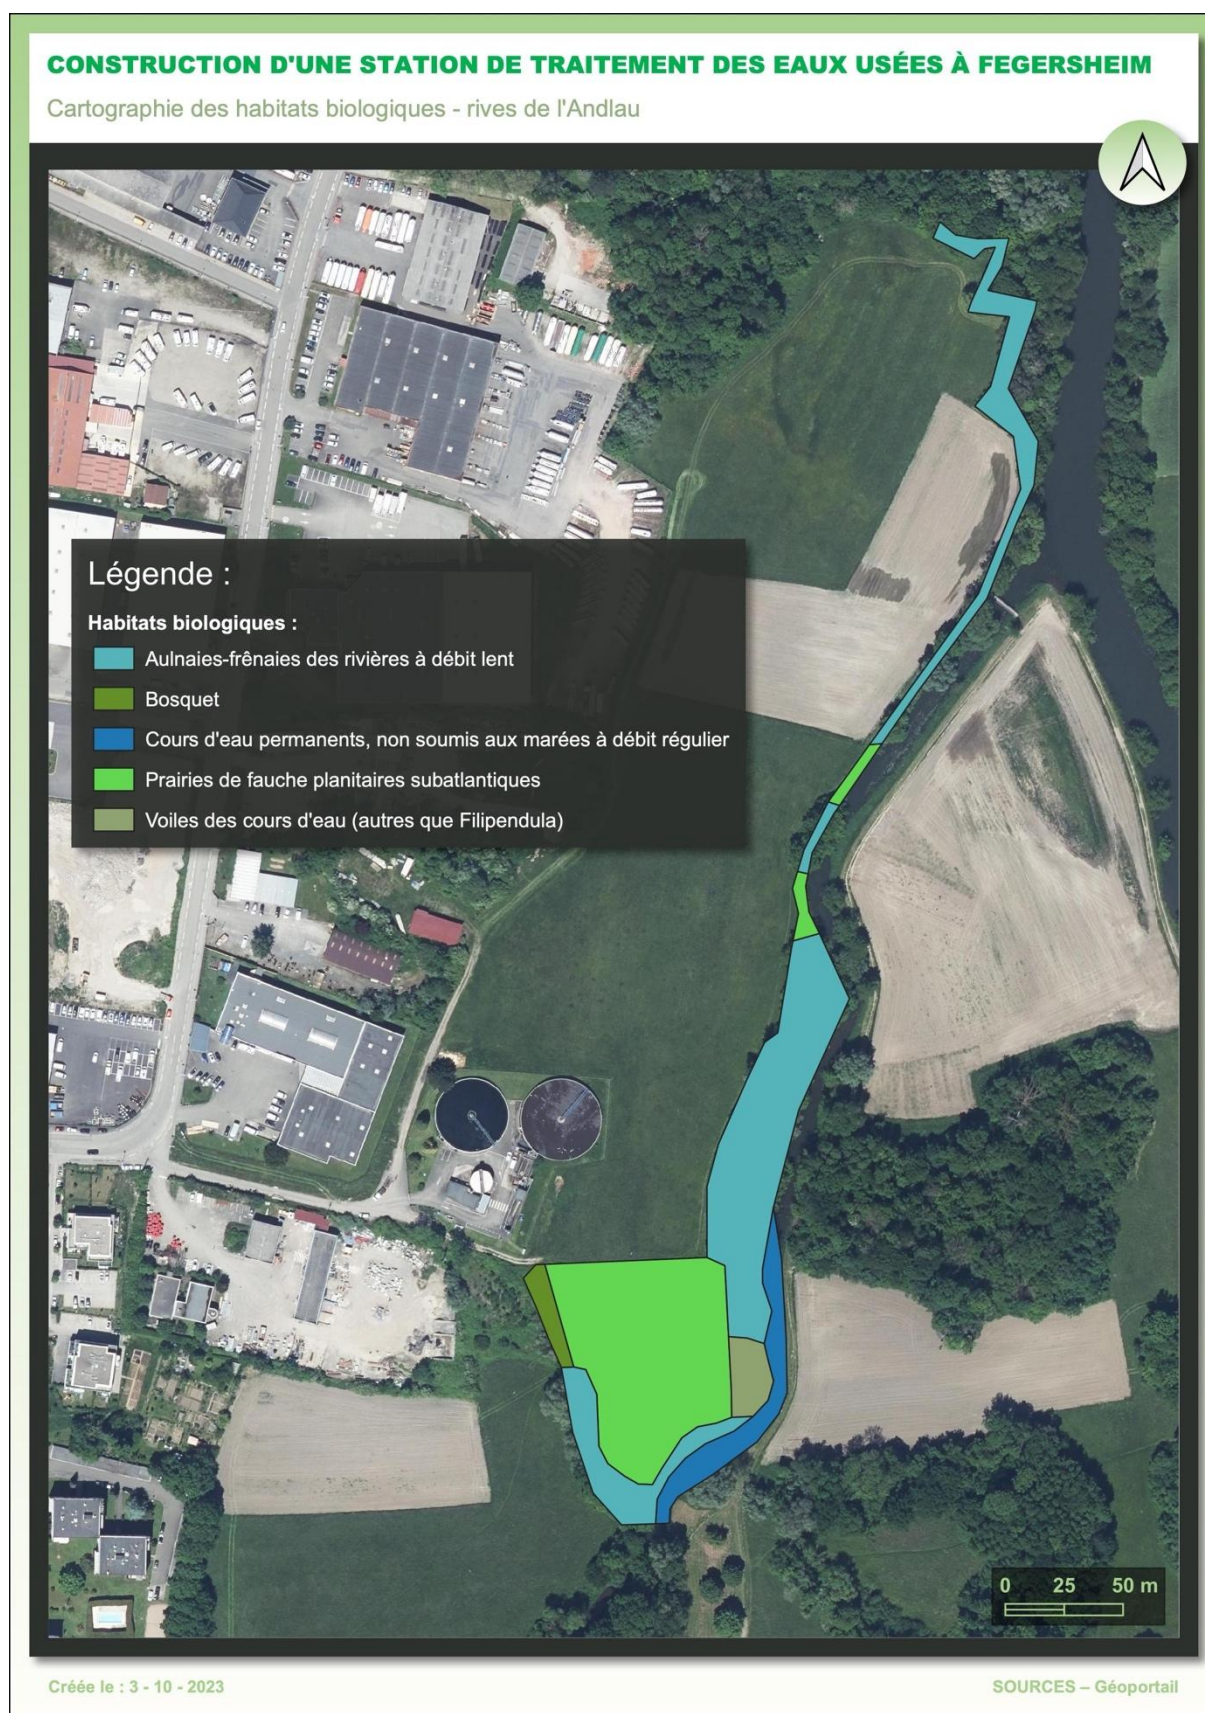 CONSTRUCTION D'UNE STATION DE TRAITEMENT DES EAUX USÉES À FEGERSHEIM
Cartographie des habitats biologiques - rives de l'Andlau
Légende :
Habitats biologiques :
Aulnaies-frênaies des rivières à débit lent
Bosquet
Cours d'eau permanents, non soumis aux marées à débit régulier
Prairies de fauche planitaires subatlantiques
Voiles des cours d'eau (autres que Filipendula)
0 25 50 m
Créée le : 3 - 10 - 2023
SOURCES – Géoportail